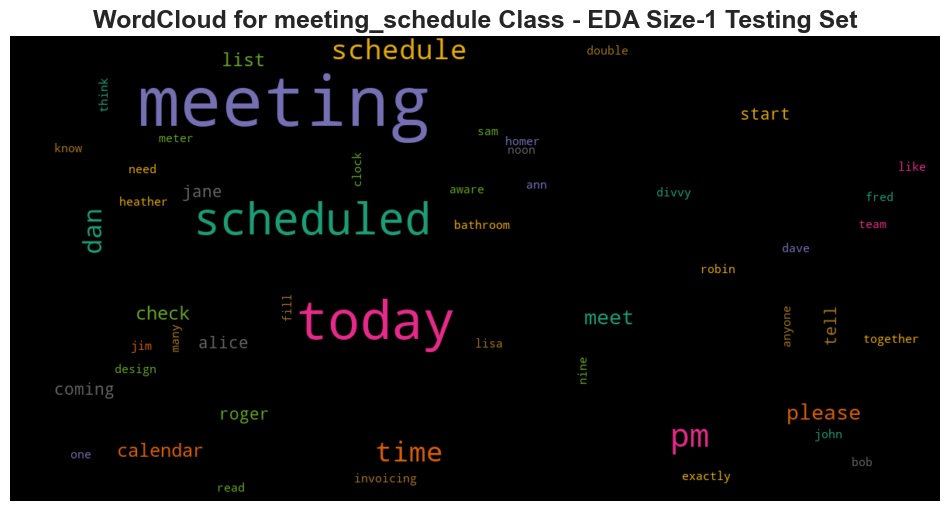 WordCloud for meeting_schedule Class - EDA Size-1 Testing Set
schedule
double
list
meeting
think
start
sam
meter
homer
know
noon
clock
need
like
jane
aware
ann
heather
divvy
fred
dan
scheduled
bathroom
team
dave
robin
fill
today
check
meet
anyone
tell
many
jim
alice
lisa
together
design
nine
coming
roger
please
pm
john
calendar
time
one
bob
invoicing
exactly
read